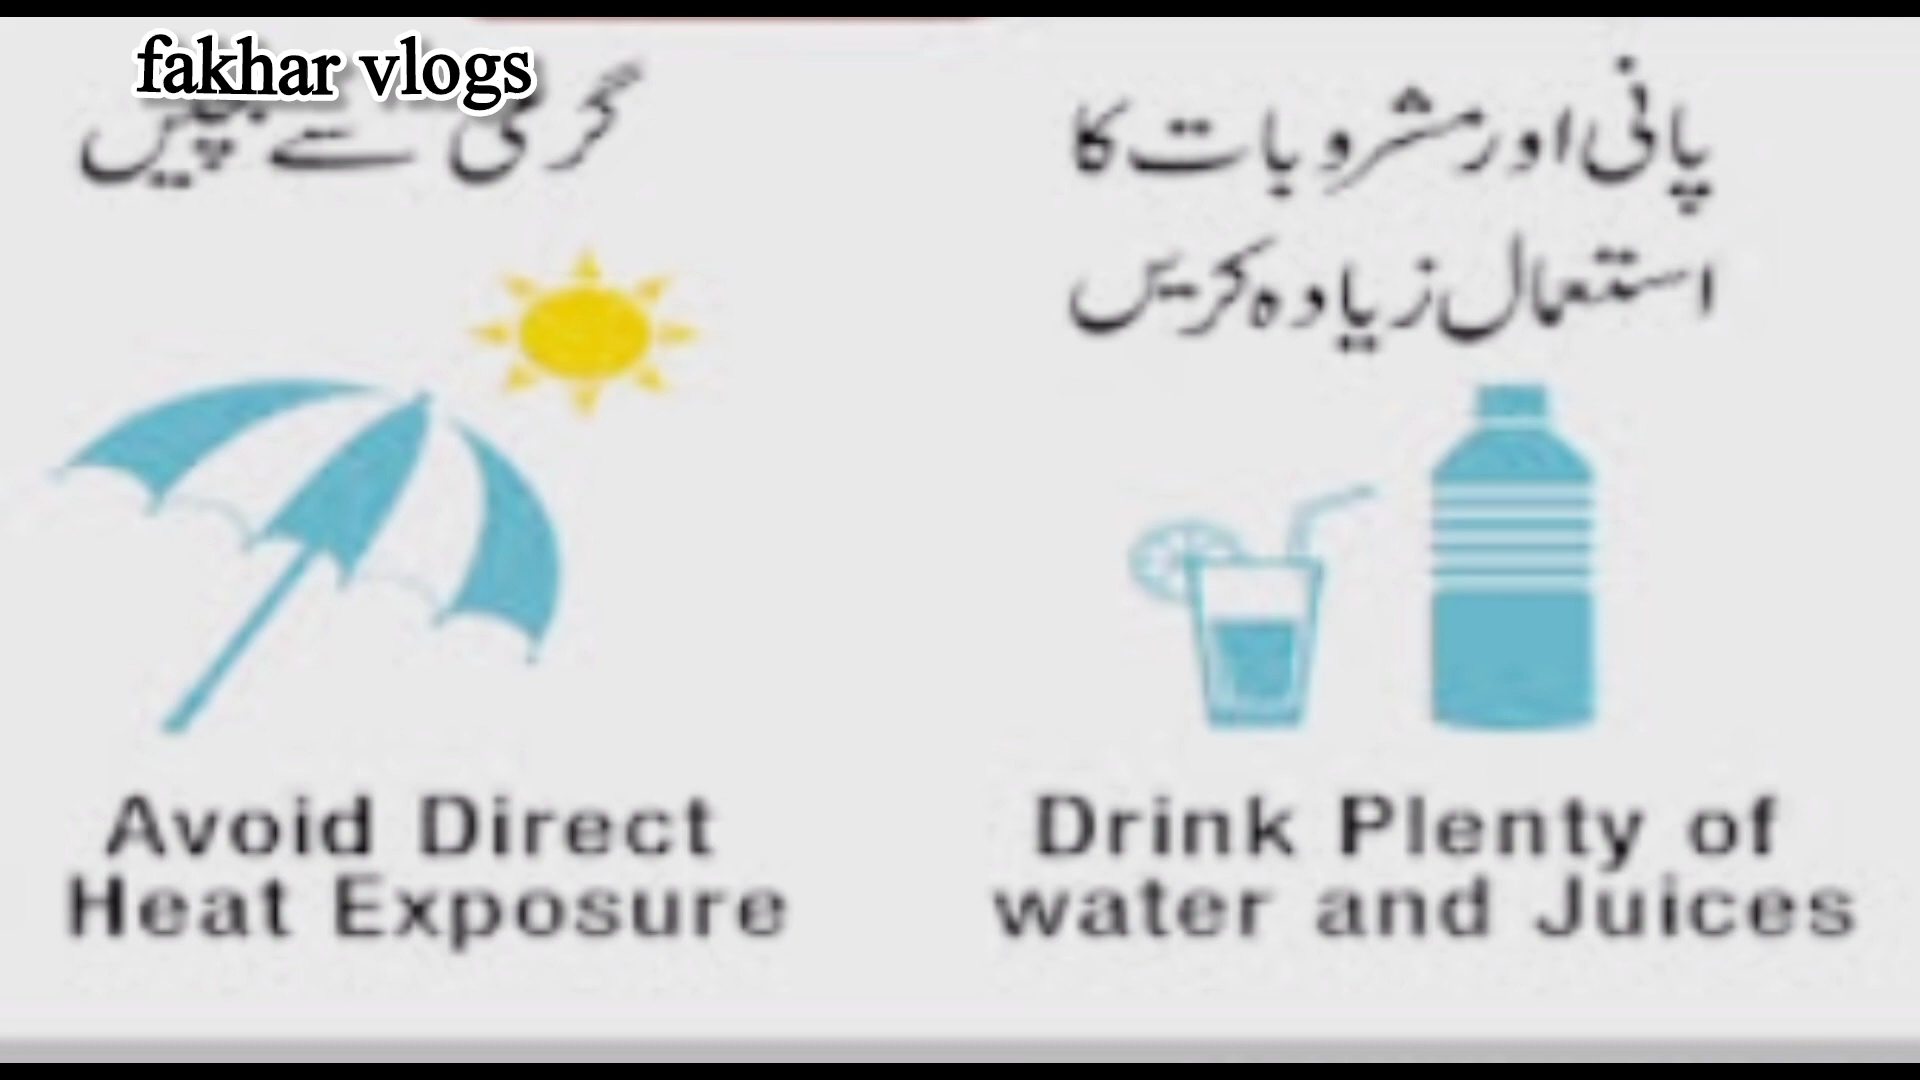 fakhar vlogs
گرمی سے بچیں
پانی اور مشروبات کا
استعمال زیادہ کریں
Avoid Direct
Heat Exposure
Drink Plenty of
water and Juices